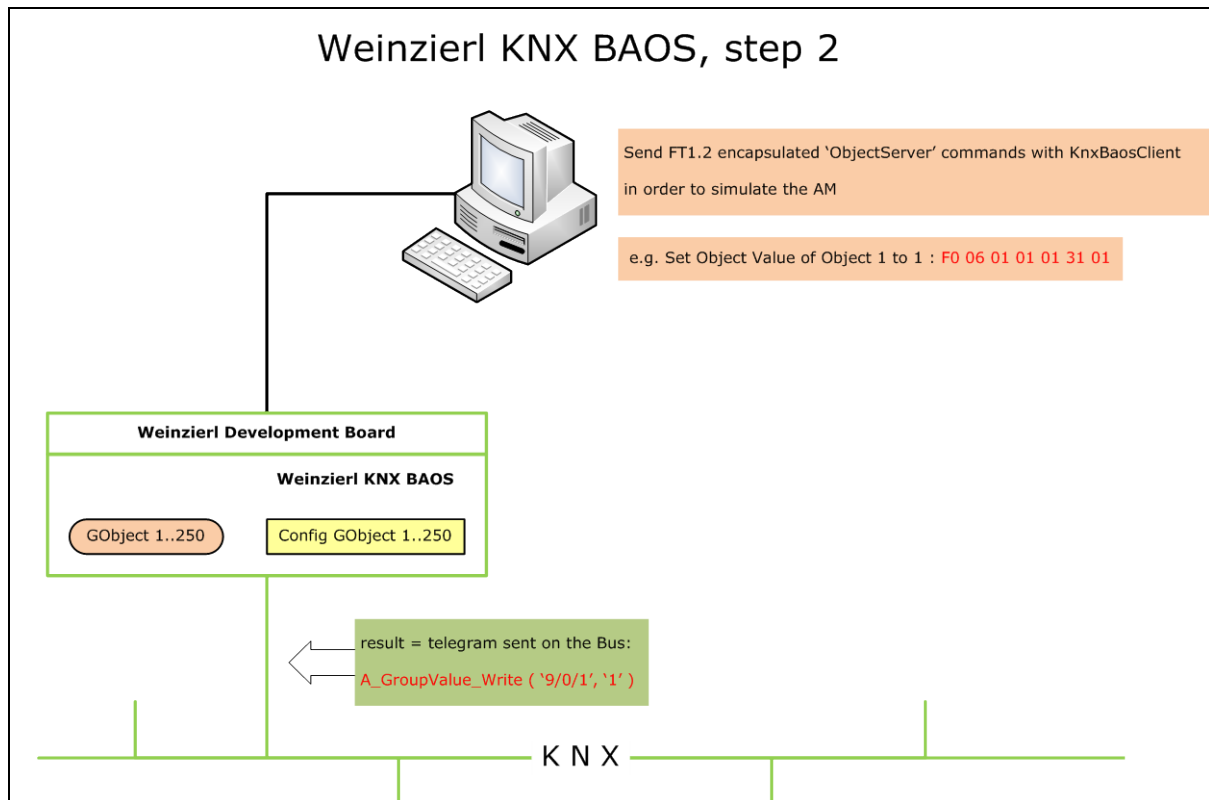 Weinzierl KNX BAOS, step 2
Send FT1.2 encapsulated ‘ObjectServer’ commands with KnxBaosClient
in order to simulate the AM
e.g. Set Object Value of Object 1 to 1 : F0 06 01 01 01 31 01
Weinzierl Development Board
Weinzierl KNX BAOS
GObject 1..250
Config GObject 1..250
result = telegram sent on the Bus:
A_GroupValue_Write ( ‘9/0/1’, ‘1’ )
K N X